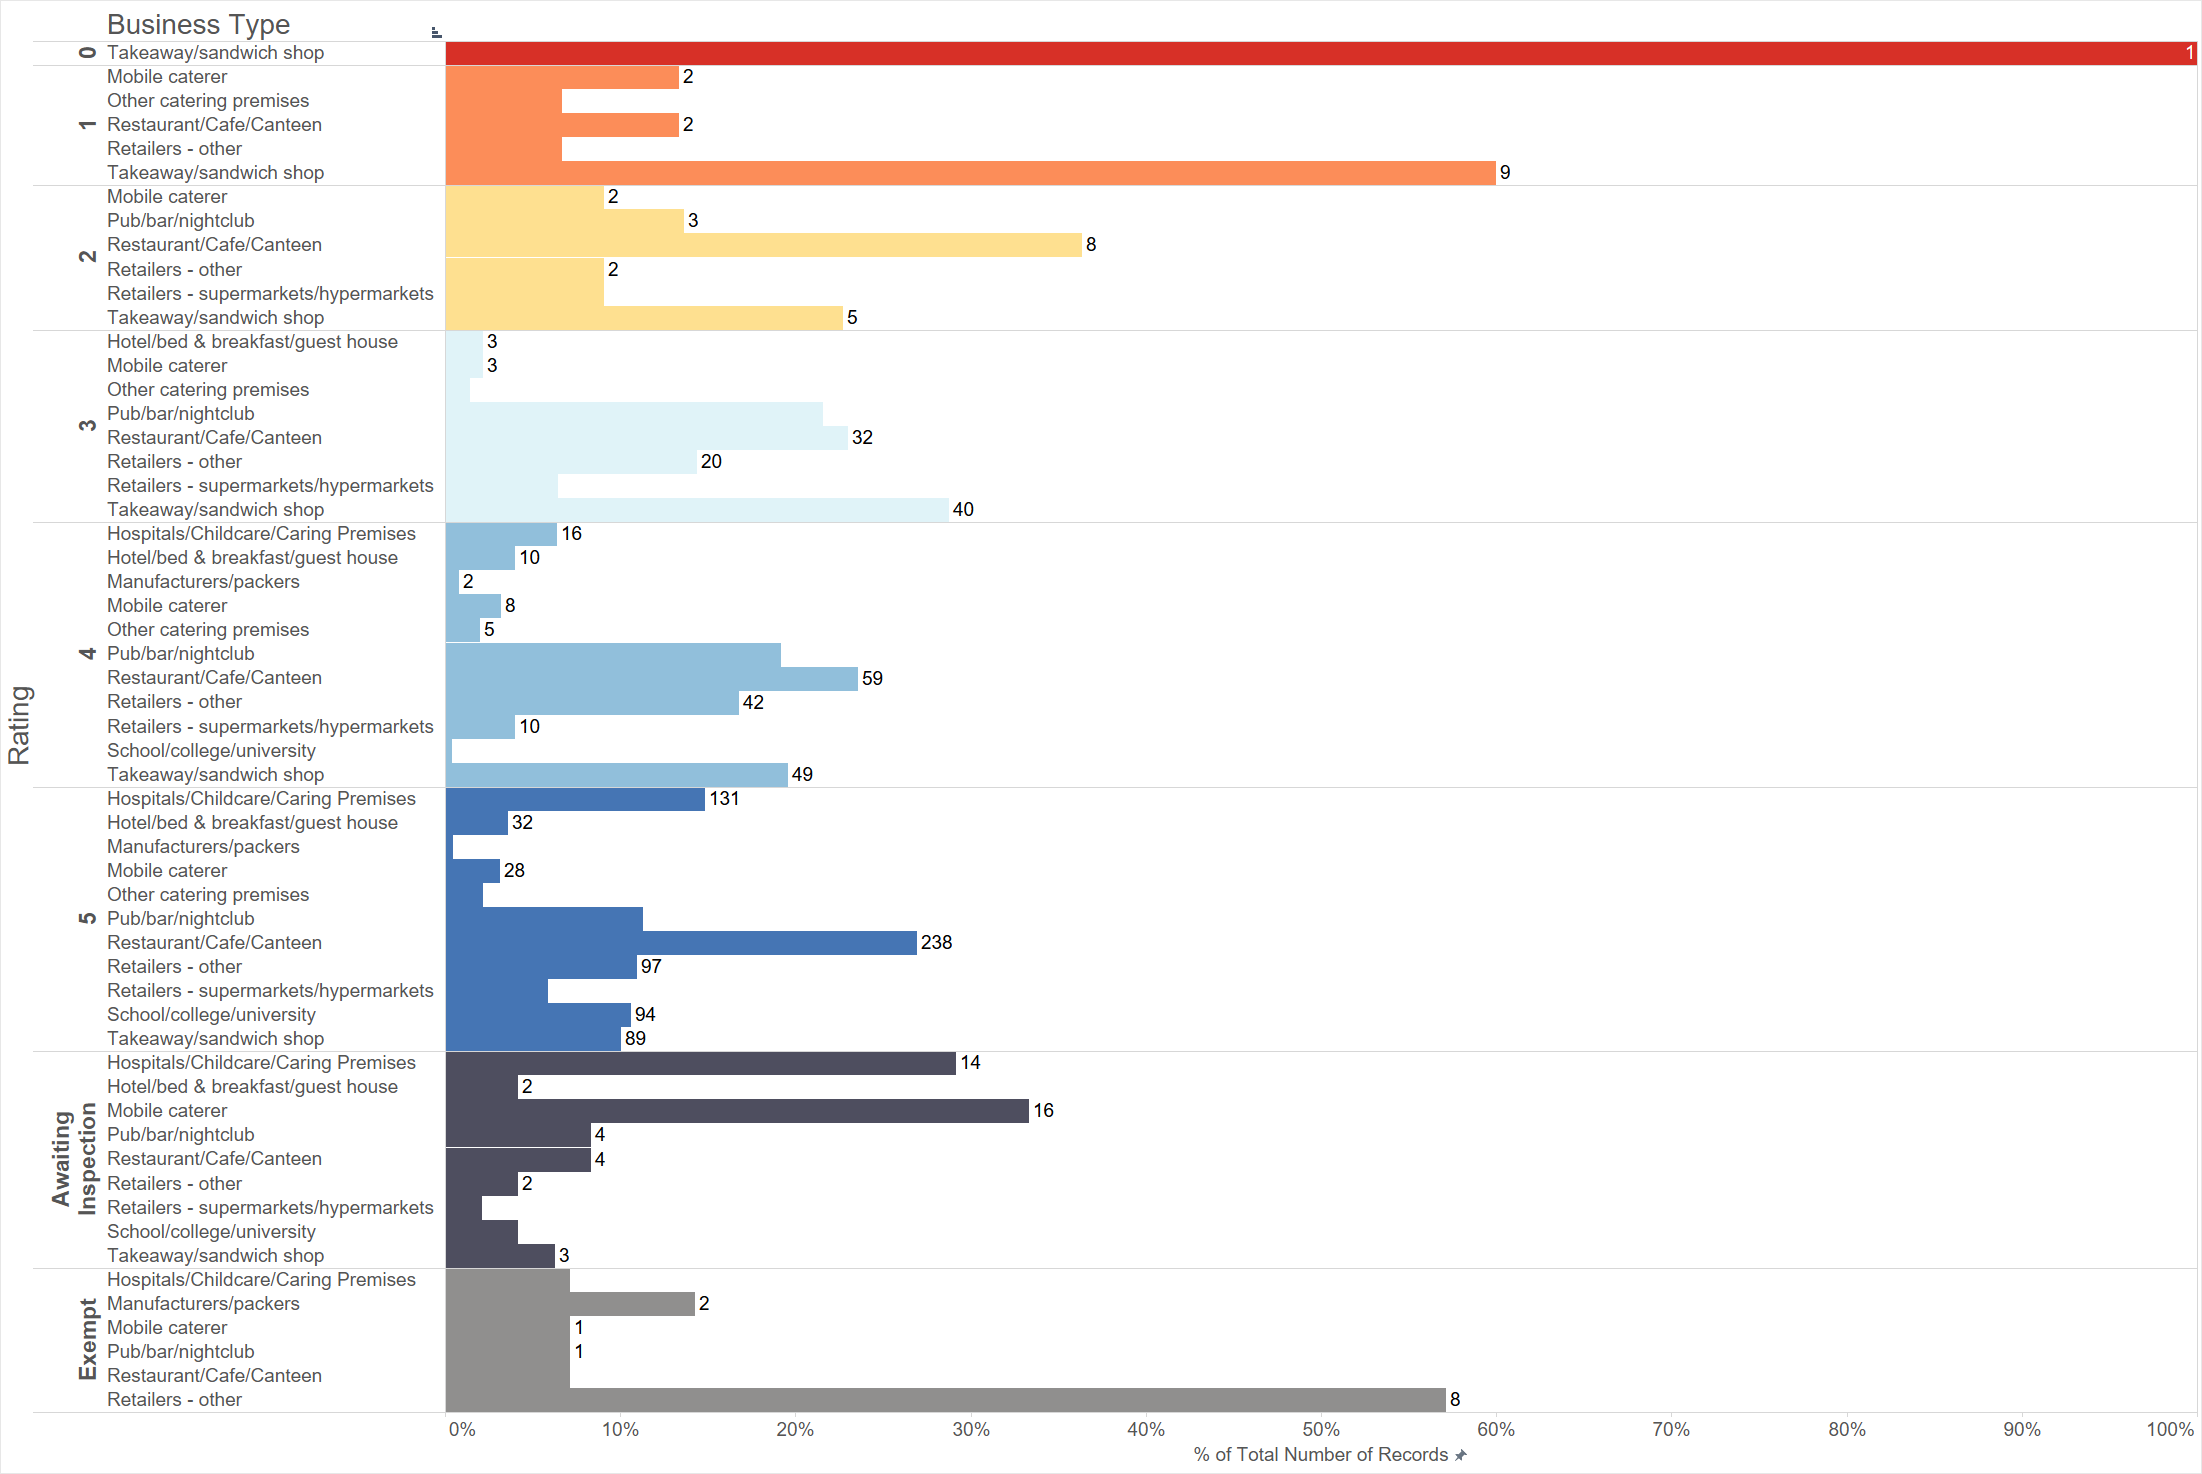 Business Type
0
Takeaway/sandwich shop 1
1
Mobile caterer 2
Other catering premises
Restaurant/Cafe/Canteen 2
Retailers - other
Takeaway/sandwich shop 9
2
Mobile caterer 2
Pub/bar/nightclub 3
Restaurant/Cafe/Canteen 8
Retailers - other 2
Retailers - supermarkets/hypermarkets
Takeaway/sandwich shop 5
3
Hotel/bed & breakfast/guest house 3
Mobile caterer 3
Other catering premises
Pub/bar/nightclub
Restaurant/Cafe/Canteen 32
Retailers - other 20
Retailers - supermarkets/hypermarkets
Takeaway/sandwich shop 40
Rating
4
Hospitals/Childcare/Caring Premises 16
Hotel/bed & breakfast/guest house 10
Manufacturers/packers 2
Mobile caterer 8
Other catering premises 5
Pub/bar/nightclub
Restaurant/Cafe/Canteen 59
Retailers - other 42
Retailers - supermarkets/hypermarkets 10
School/college/university
Takeaway/sandwich shop 49
5
Hospitals/Childcare/Caring Premises 131
Hotel/bed & breakfast/guest house 32
Manufacturers/packers
Mobile caterer 28
Other catering premises
Pub/bar/nightclub
Restaurant/Cafe/Canteen 238
Retailers - other 97
Retailers - supermarkets/hypermarkets
School/college/university 94
Takeaway/sandwich shop 89
Awaiting
Inspection
Hospitals/Childcare/Caring Premises 14
Hotel/bed & breakfast/guest house 2
Mobile caterer 16
Pub/bar/nightclub 4
Restaurant/Cafe/Canteen 4
Retailers - other 2
Retailers - supermarkets/hypermarkets
School/college/university
Takeaway/sandwich shop 3
Exempt
Hospitals/Childcare/Caring Premises
Manufacturers/packers 2
Mobile caterer 1
Pub/bar/nightclub 1
Restaurant/Cafe/Canteen
Retailers - other 8
0% 10% 20% 30% 40% 50% 60% 70% 80% 90% 100%
% of Total Number of Records